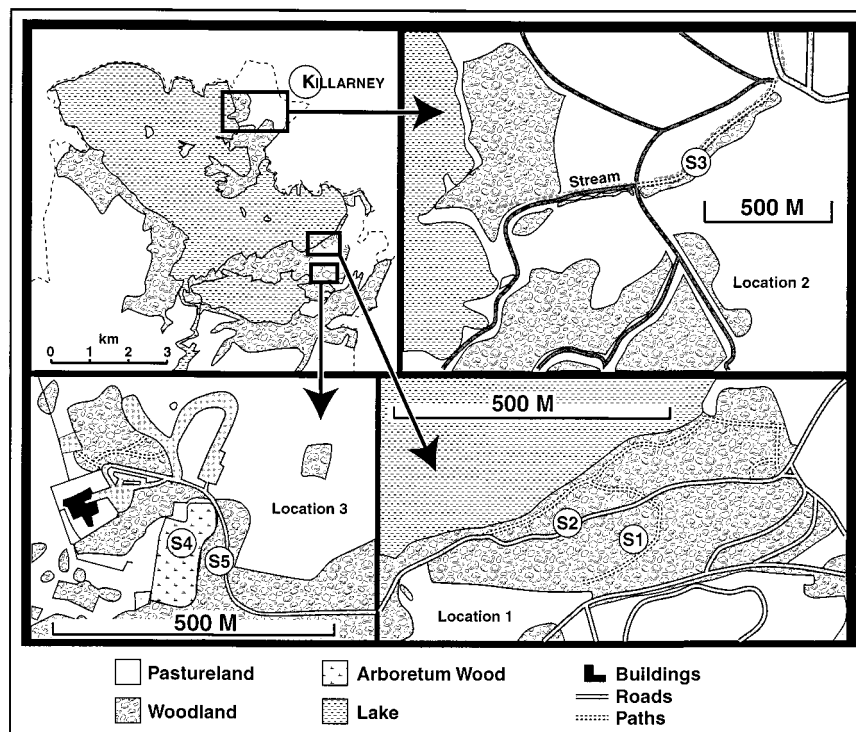 KILLARNEY
km
0 1 2 3
S3
Stream
500 M
Location 2
Location 3
S4
S5
500 M
500 M
S2
S1
Location 1
Pastureland
Arboretum Wood
Buildings
Roads
Woodland
Lake
Paths